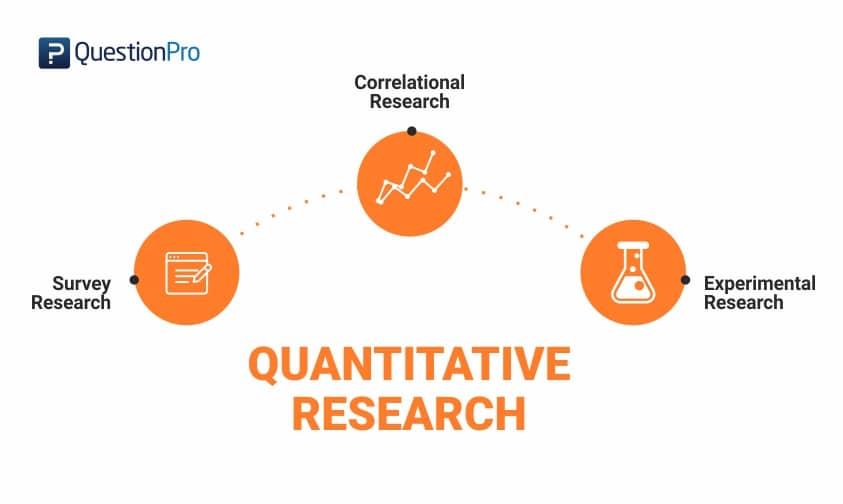 QuestionPro
Correlational
Research
Survey
Research
Experimental
Research
QUANTITATIVE
RESEARCH